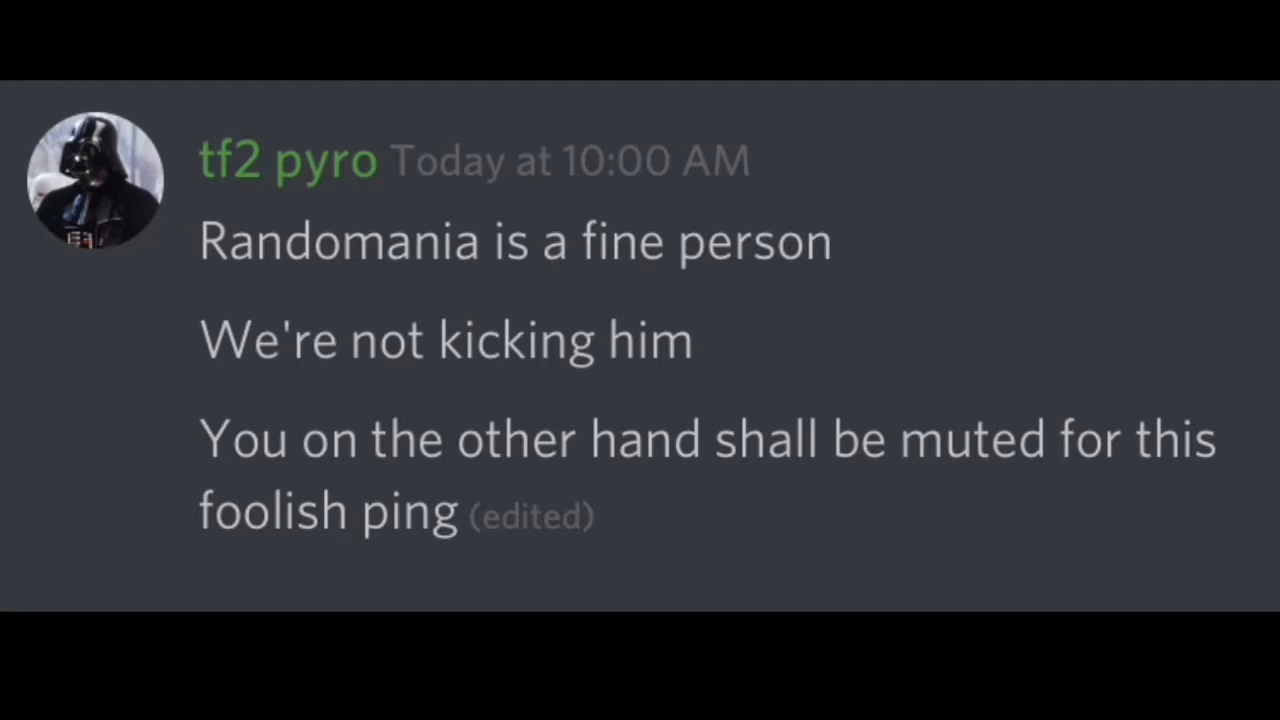 tf2 pyro Today at 10:00 AM
Randomania is a fine person
We're not kicking him
You on the other hand shall be muted for this
foolish ping (edited)